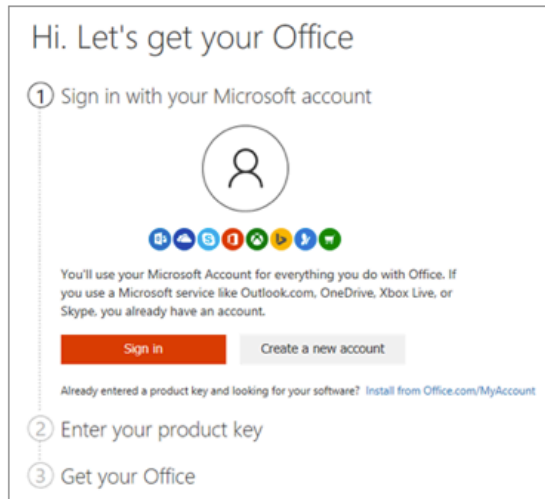 Hi. Let's get your Office
1 Sign in with your Microsoft account
You'll use your Microsoft Account for everything you do with Office. If
you use a Microsoft service like Outlook.com, OneDrive, Xbox Live, or
Skype, you already have an account.
Sign in Create a new account
Already entered a product key and looking for your software? Install from Office.com/MyAccount
2 Enter your product key
3 Get your Office